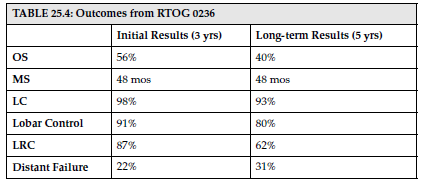 TABLE 25.4: Outcomes from RTOG 0236
Initial Results (3 yrs) Long-term Results (5 yrs)
OS 56% 40%
MS 48 mos 48 mos
LC 98% 93%
Lobar Control 91% 80%
LRC 87% 62%
Distant Failure 22% 31%